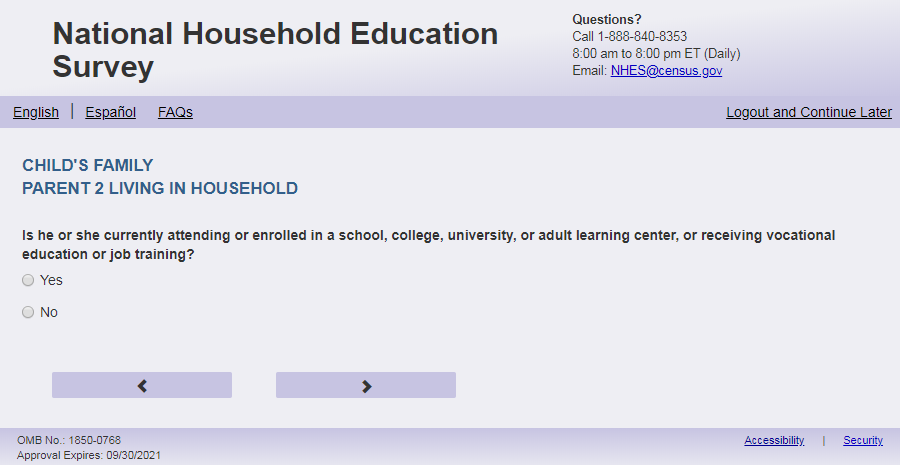 National Household Education
Survey
Questions?
Call 1-888-840-8353
8:00 am to 8:00 pm ET (Daily)
Email: NHES@census.gov
English | Español FAQs Logout and Continue Later
CHILD'S FAMILY
PARENT 2 LIVING IN HOUSEHOLD
Is he or she currently attending or enrolled in a school, college, university, or adult learning center, or receiving vocational
education or job training?
Yes
No
OMB No.: 1850-0768
Approval Expires: 09/30/2021
Accessibility | Security